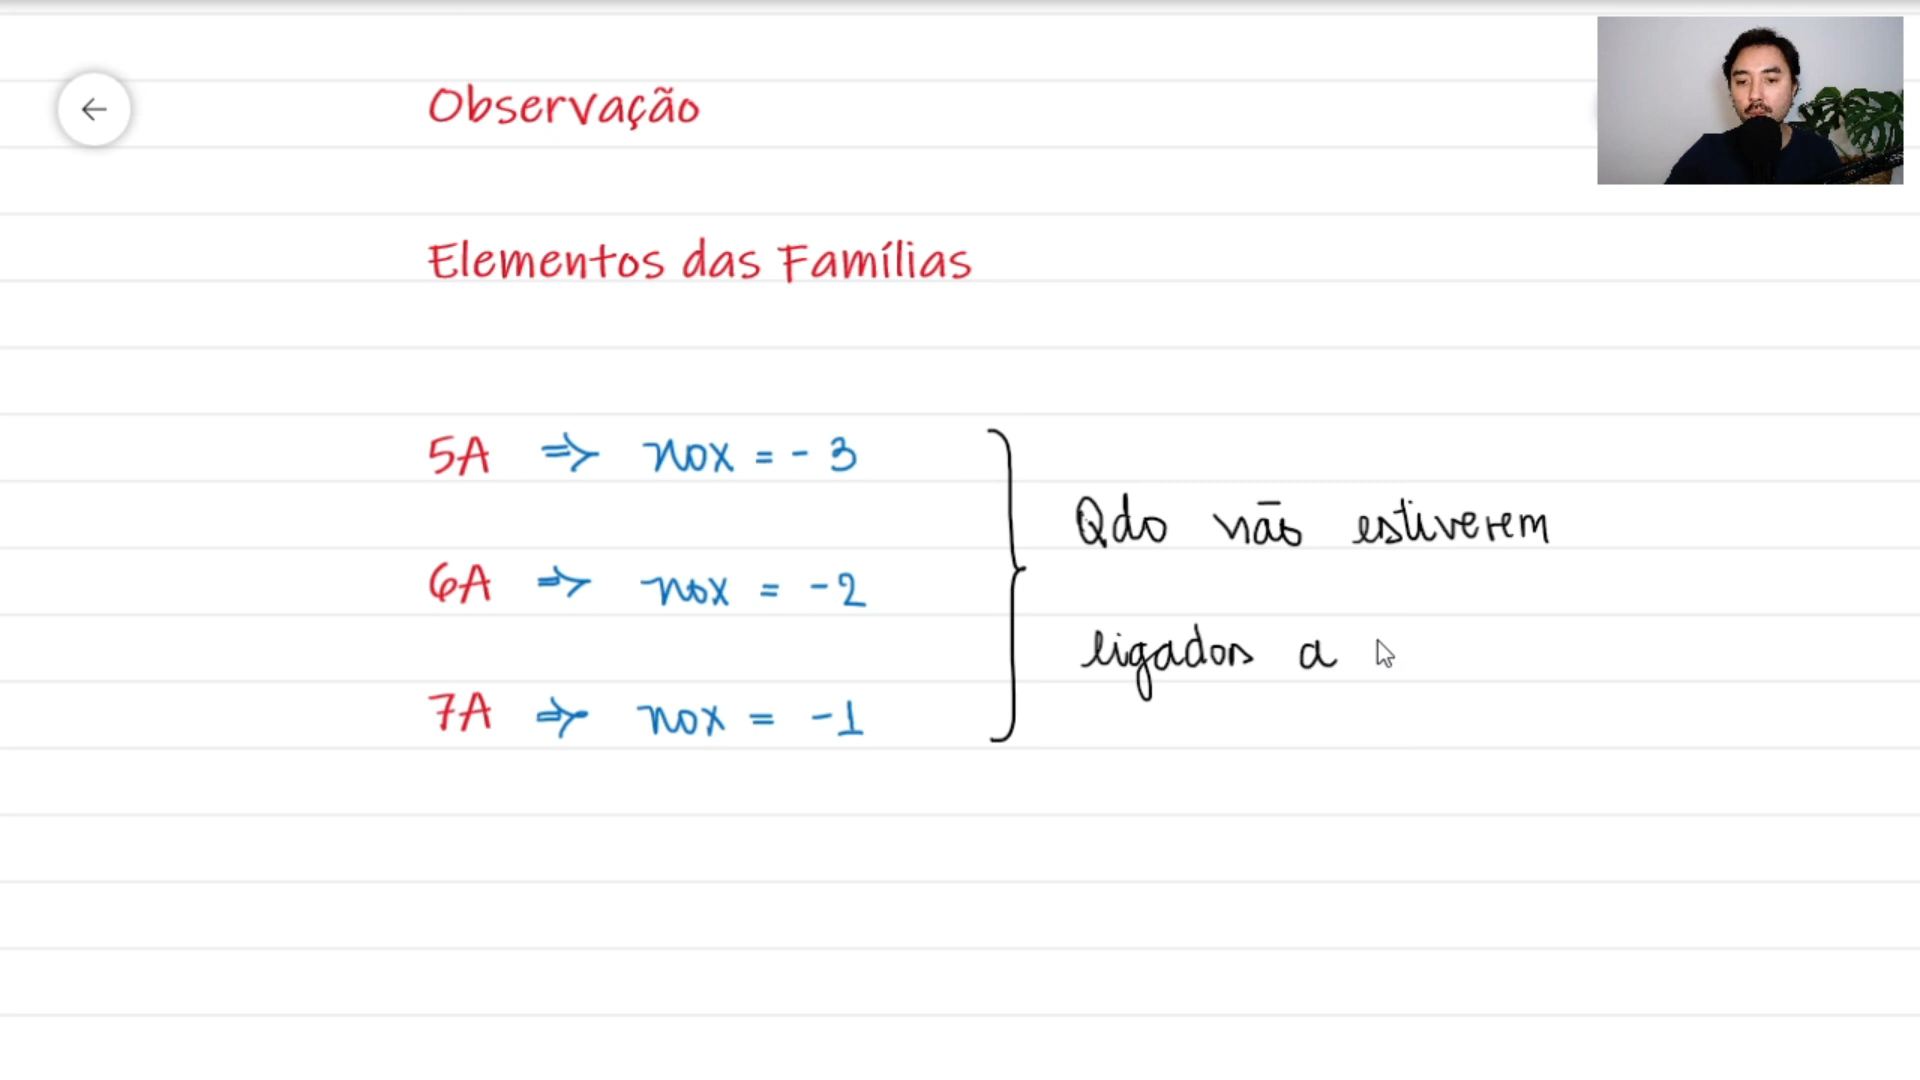 Observação
Elementos das Famílias
5A => nox = - 3
6A => nox = -2
7A => nox = -1
Qdo não estiverem
ligados a